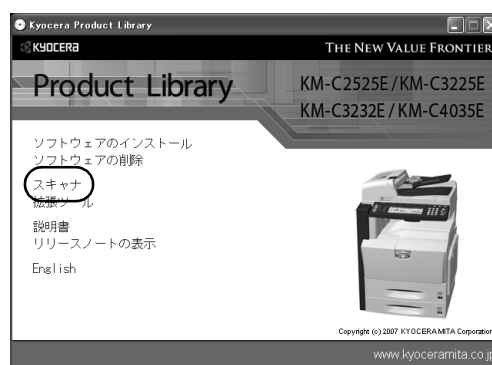 Kyocera Product Library
KYOCERA
THE NEW VALUE FRONTIER
Product Library
KM-C2525E / KM-C3225E
KM-C3232E / KM-C4035E
ソフトウェアのインストール
ソフトウェアの削除
スキャナ
拡張ツール
説明書
リリースノートの表示
English
Copyright (c) 2007 KYOCERA MITA Corporation
www.kyoceramita.co.jp